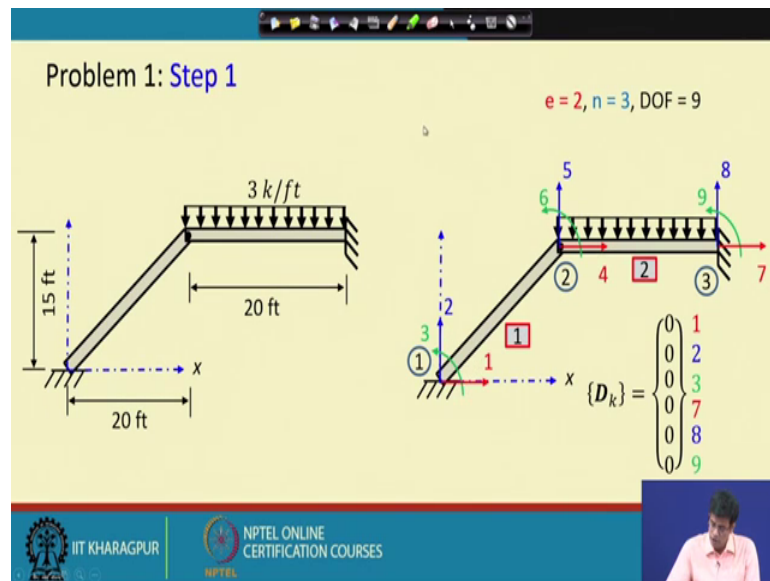 Problem 1: Step 1
e = 2, n = 3, DOF = 9
3 k/ft
15 ft
20 ft
x
20 ft
5
6
8
9
2
4
2
3
7
2
3
1
1
1
x
{D_k} =
0 1
0 2
0 3
0 7
0 8
0 9
IIT KHARAGPUR
NPTEL
NPTEL ONLINE
CERTIFICATION COURSES